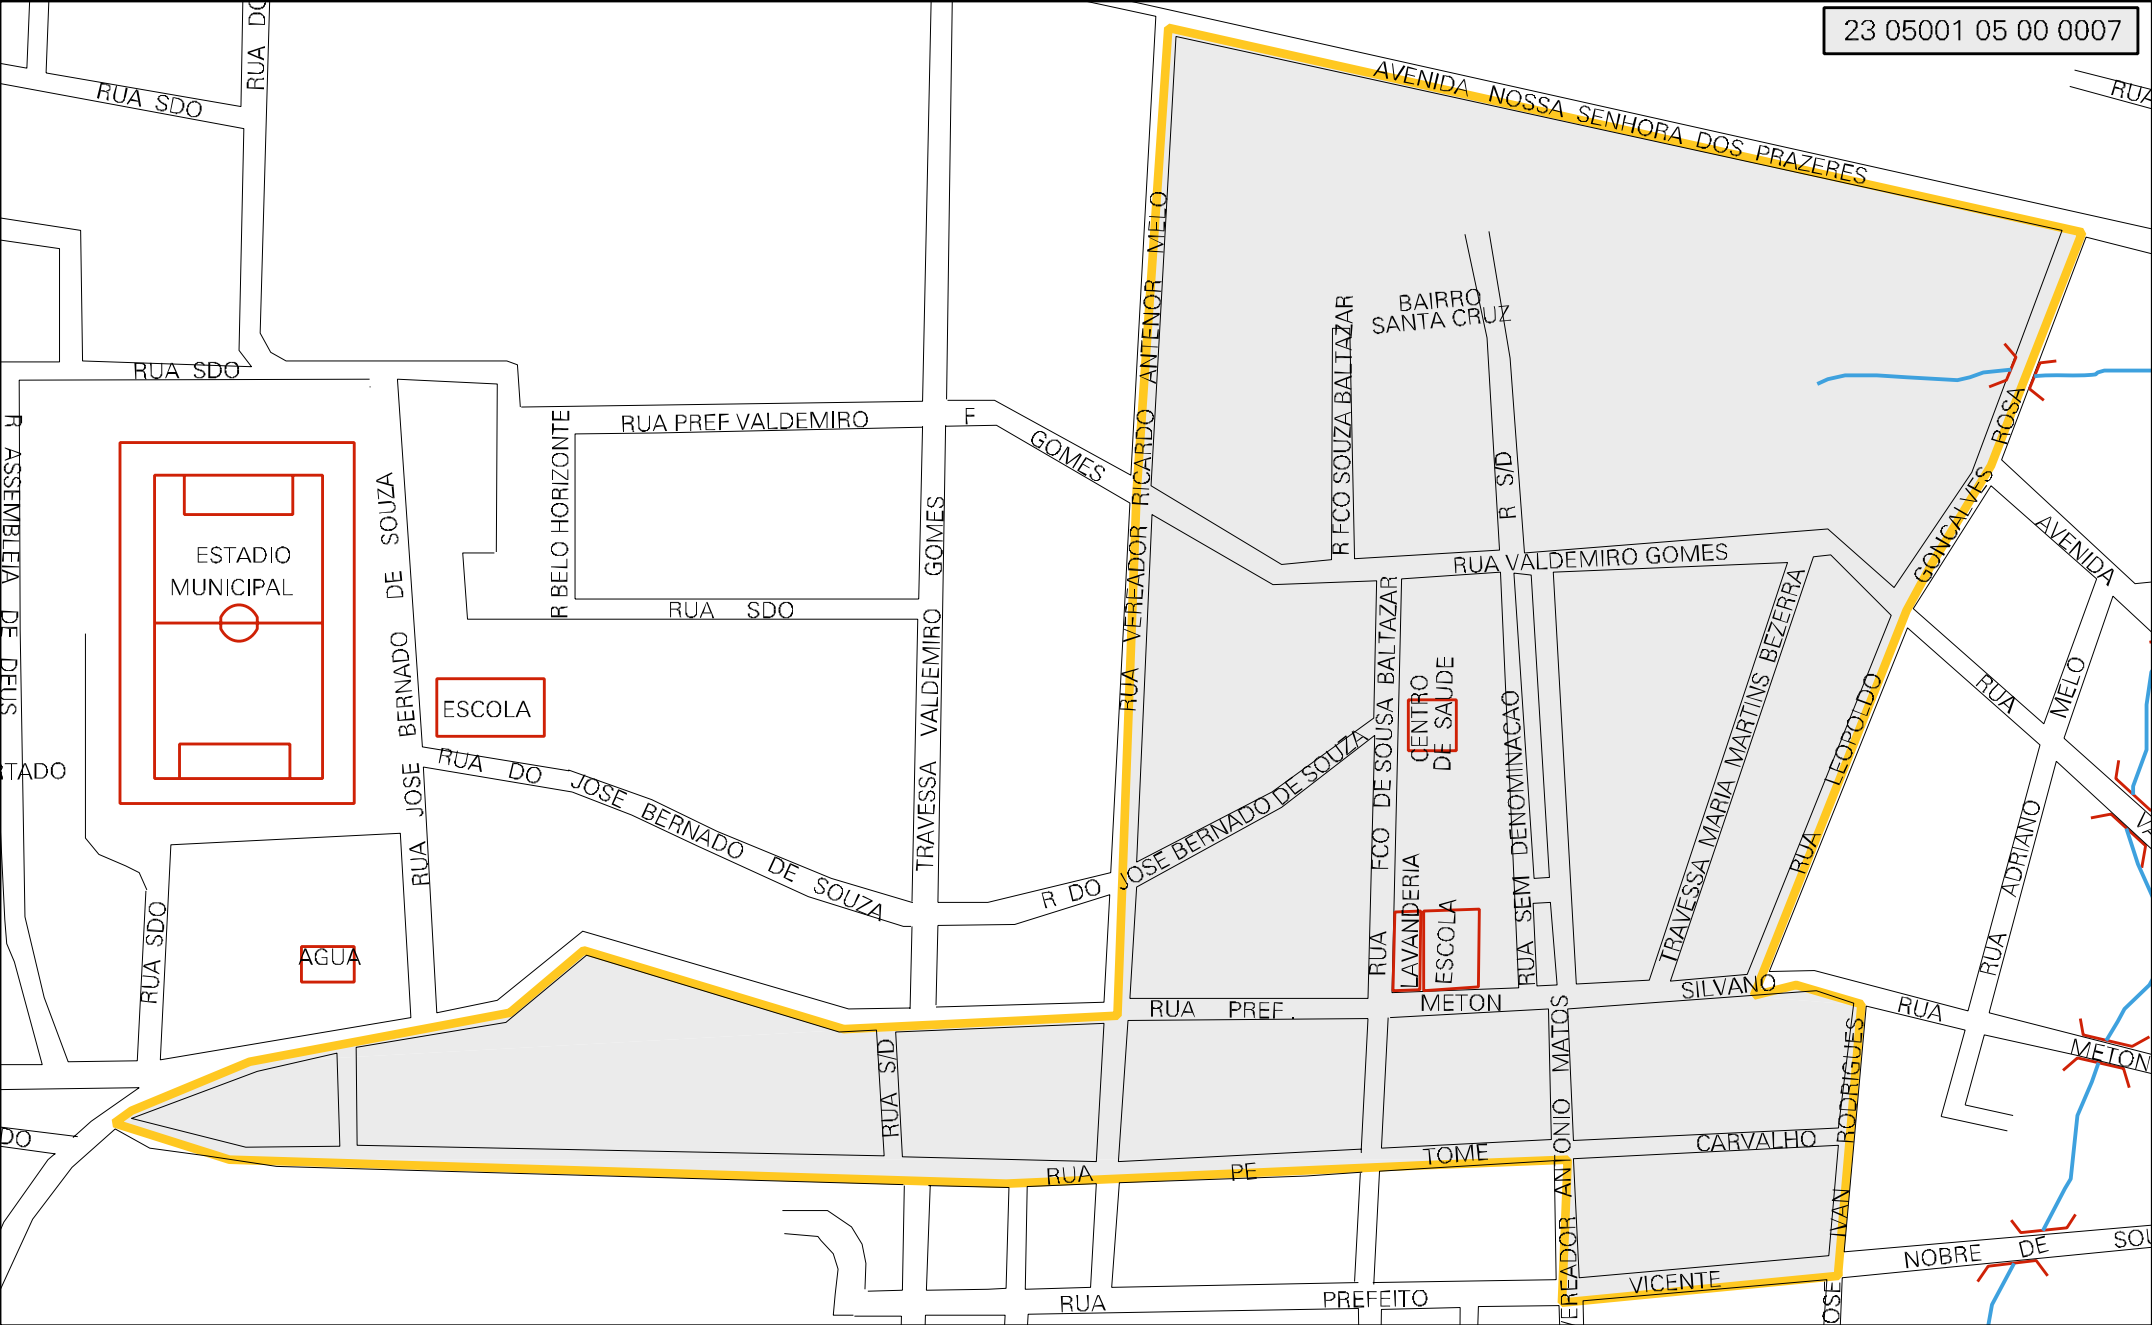 23 05001 05 00 0007
RUA SDO
AVENIDA NOSSA SENHORA DOS PRAZERES
RUA
BAIRRO
SANTA CRUZ
RUA SDO
RUA PREF VALDEMIRO F GOMES
R BELO HORIZONTE
RUA SDO
R ASSEMBLEIA DE DEUS
ESTADIO
MUNICIPAL
RUA JOSE BERNADO DE SOUZA
ESCOLA
RUA DO JOSE BERNADO DE SOUZA
TRAVESSA VALDEMIRO GOMES
RUA VEREADOR RICARDO ANTENOR MELO
R FCO SOUZA BALTAZAR
R S/D
RUA VALDEMIRO GOMES
RUA LEOPOLDO GONCALVES ROSA
AVENIDA
RUA
RUA ADRIANO MELO
R DO JOSE BERNADO DE SOUZA
RUA FCO DE SOUSA BALTAZAR
CENTRO
DE SAUDE
LAVANDERIA
ESCOLA
RUA SEM DENOMINACAO
TRAVESSA MARIA MARTINS BEZERRA
AGUA
RUA SDO
RUA PREF. METON SILVANO
RUA METON
RUA S/D
RUA PE TOME CARVALHO
VEREADOR ANTONIO MATOS
IVAN RODRIGUES
RUA PREFEITO VICENTE NOBRE DE